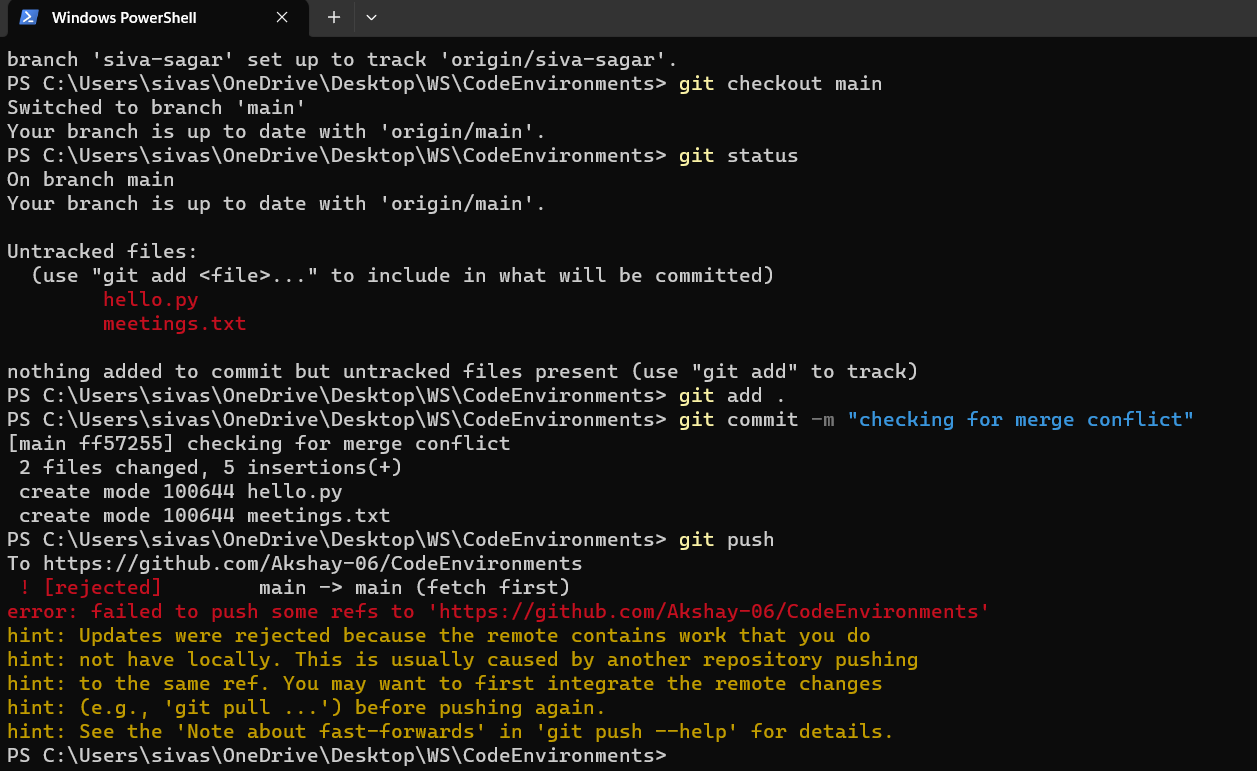 Windows PowerShell
branch 'siva-sagar' set up to track 'origin/siva-sagar'.
PS C:\Users\sivas\OneDrive\Desktop\WS\CodeEnvironments> git checkout main
Switched to branch 'main'
Your branch is up to date with 'origin/main'.
PS C:\Users\sivas\OneDrive\Desktop\WS\CodeEnvironments> git status
On branch main
Your branch is up to date with 'origin/main'.

Untracked files:
  (use "git add <file>..." to include in what will be committed)
        hello.py
        meetings.txt

nothing added to commit but untracked files present (use "git add" to track)
PS C:\Users\sivas\OneDrive\Desktop\WS\CodeEnvironments> git add .
PS C:\Users\sivas\OneDrive\Desktop\WS\CodeEnvironments> git commit -m "checking for merge conflict"
[main ff57255] checking for merge conflict
 2 files changed, 5 insertions(+)
 create mode 100644 hello.py
 create mode 100644 meetings.txt
PS C:\Users\sivas\OneDrive\Desktop\WS\CodeEnvironments> git push
To https://github.com/Akshay-06/CodeEnvironments
 ! [rejected]        main -> main (fetch first)
error: failed to push some refs to 'https://github.com/Akshay-06/CodeEnvironments'
hint: Updates were rejected because the remote contains work that you do
hint: not have locally. This is usually caused by another repository pushing
hint: to the same ref. You may want to first integrate the remote changes
hint: (e.g., 'git pull ...') before pushing again.
hint: See the 'Note about fast-forwards' in 'git push --help' for details.
PS C:\Users\sivas\OneDrive\Desktop\WS\CodeEnvironments>